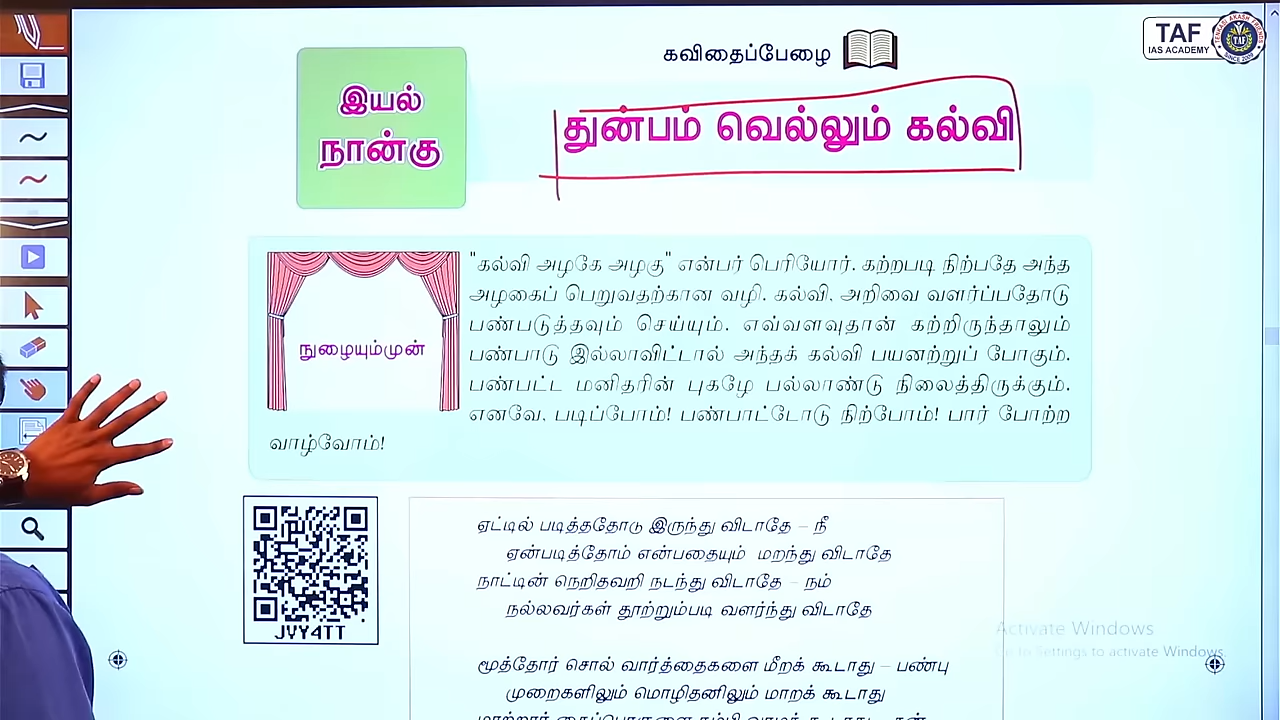 TAF
IAS ACADEMY
TAF
SINCE 2009
கவிதைப்பேழை
இயல்
நான்கு
துன்பம் வெல்லும் கல்வி
நுழையும்முன்
"கல்வி அழகே அழகு" என்பர் பெரியோர். கற்றபடி நிற்பதே அந்த
அழகைப் பெறுவதற்கான வழி. கல்வி, அறிவை வளர்ப்பதோடு
பண்படுத்தவும் செய்யும். எவ்வளவுதான் கற்றிருந்தாலும்
பண்பாடு இல்லாவிட்டால் அந்தக் கல்வி பயனற்றுப் போகும்.
பண்பட்ட மனிதரின் புகழே பல்லாண்டு நிலைத்திருக்கும்.
எனவே, படிப்போம்! பண்பாட்டோடு நிற்போம்! பார் போற்ற
வாழ்வோம்!
JVY4TT
ஏட்டில் படித்ததோடு இருந்து விடாதே – நீ
ஏன்படித்தோம் என்பதையும் மறந்து விடாதே
நாட்டின் நெறிதவறி நடந்து விடாதே – நம்
நல்லவர்கள் தூற்றும்படி வளர்ந்து விடாதே
மூத்தோர் சொல் வார்த்தைகளை மீறக் கூடாது – பண்பு
முறைகளிலும் மொழிதனிலும் மாறக் கூடாது
Activate Windows
Go to Settings to activate Windows.